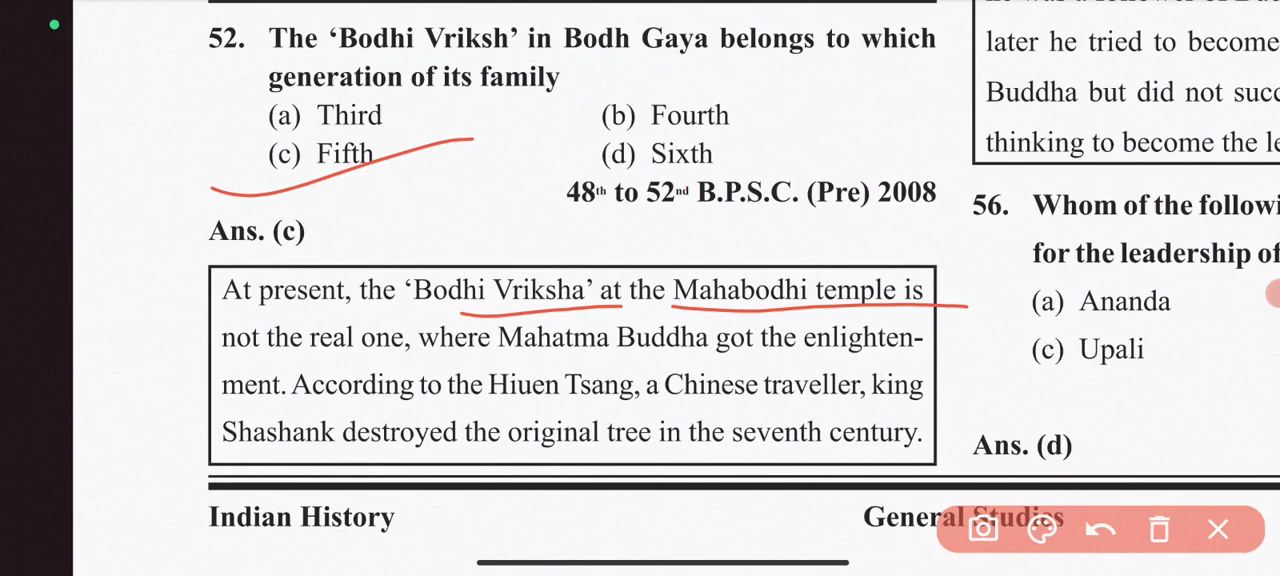 52. The ‘Bodhi Vriksh’ in Bodh Gaya belongs to which
generation of its family
(a) Third (b) Fourth
(c) Fifth (d) Sixth
48th to 52nd B.P.S.C. (Pre) 2008
Ans. (c)
At present, the ‘Bodhi Vriksha’ at the Mahabodhi temple is
not the real one, where Mahatma Buddha got the enlighten-
ment. According to the Hiuen Tsang, a Chinese traveller, king
Shashank destroyed the original tree in the seventh century.
Indian History
later he tried to become
Buddha but did not
thinking to become the
56. Whom of the
for the leadership of
(a) Ananda
(c) Upali
Ans. (d)
General Studies